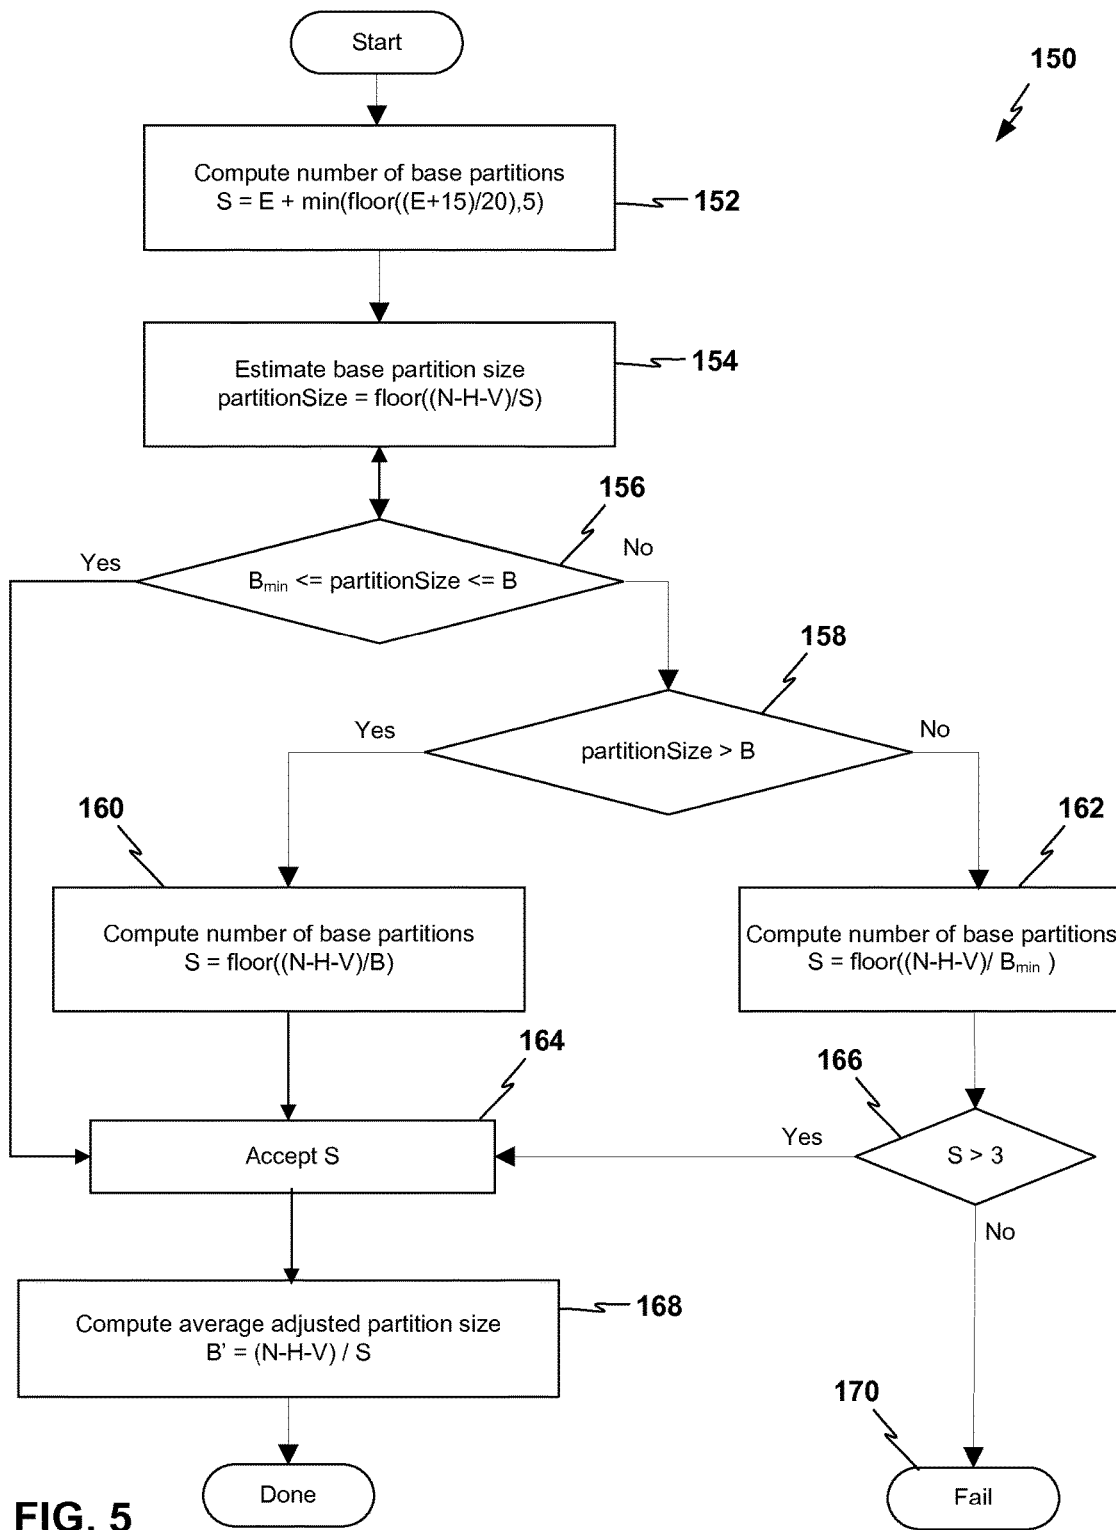 Start
150
Compute number of base partitions
S = E + min(floor((E+15)/20),5)
152
Estimate base partition size
partitionSize = floor((N-H-V)/S)
154
156
Yes
No
Bmin <= partitionSize <= B
158
Yes
No
partitionSize > B
160
162
Compute number of base partitions
S = floor((N-H-V)/B)
Compute number of base partitions
S = floor((N-H-V)/ Bmin )
164
166
Accept S
Yes
S > 3
No
Compute average adjusted partition size
B’ = (N-H-V) / S
168
170
Done
Fail
FIG. 5